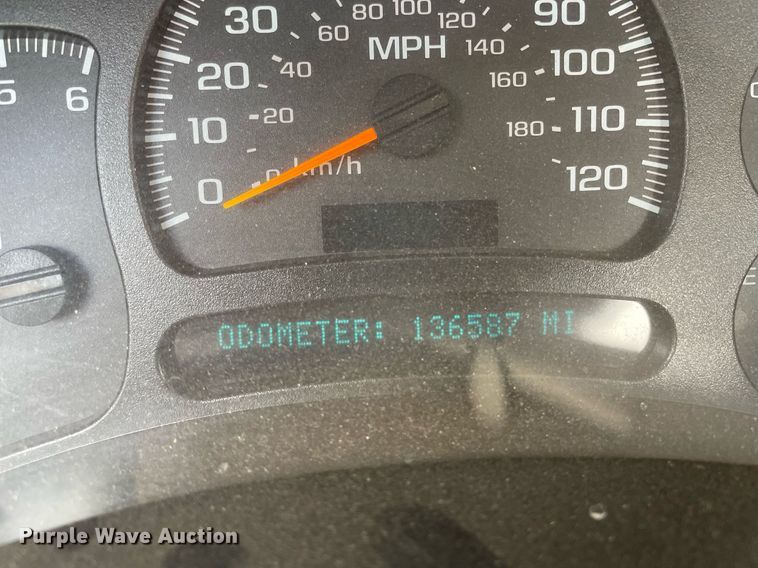 80 100 120
30 60 MPH 140 90
5 6 20 40 160 100
10 20 180 110
0 0 km/h 120
ODOMETER: 136587 MI
Purple Wave Auction